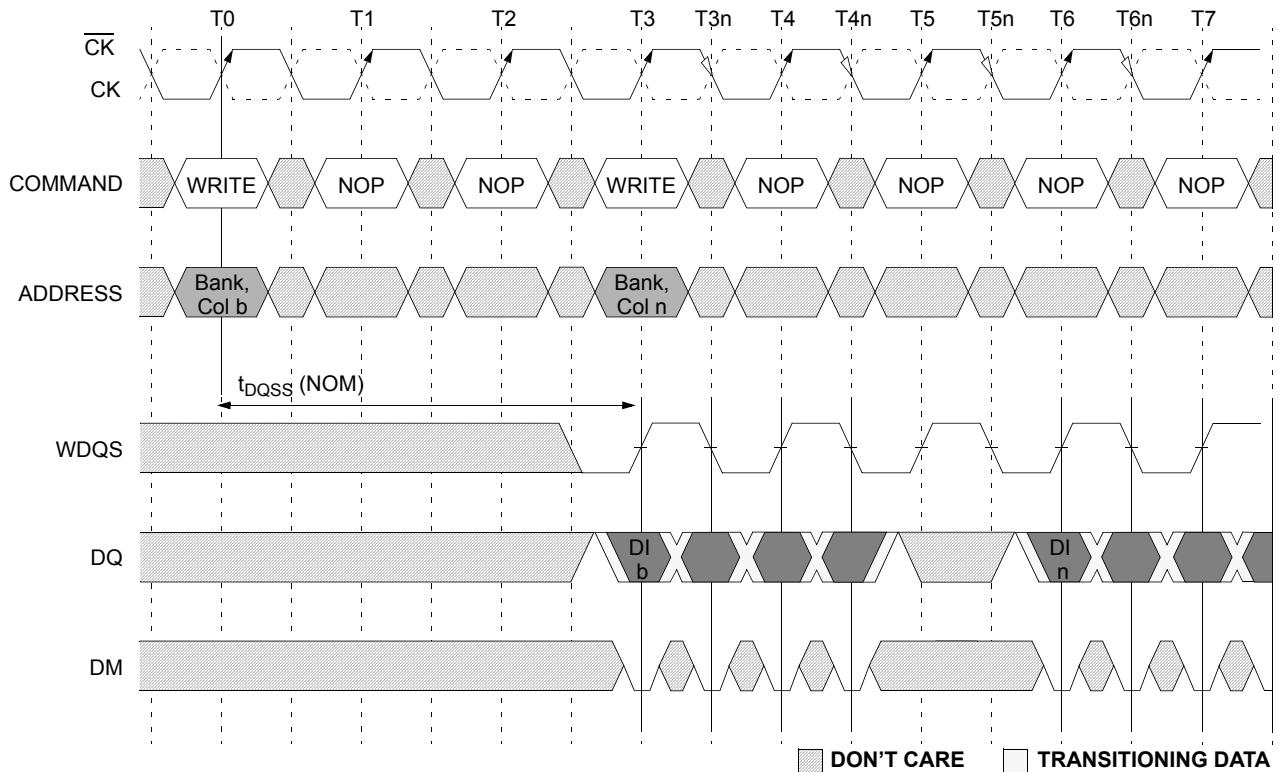 T0 T1 T2 T3 T3n T4 T4n T5 T5n T6 T6n T7
CK
CK
COMMAND WRITE NOP NOP WRITE NOP NOP NOP NOP
ADDRESS Bank, Col b Bank, Col n
tDQSS (NOM)
WDQS
DQ DI b DI n
DM
DON'T CARE TRANSITIONING DATA